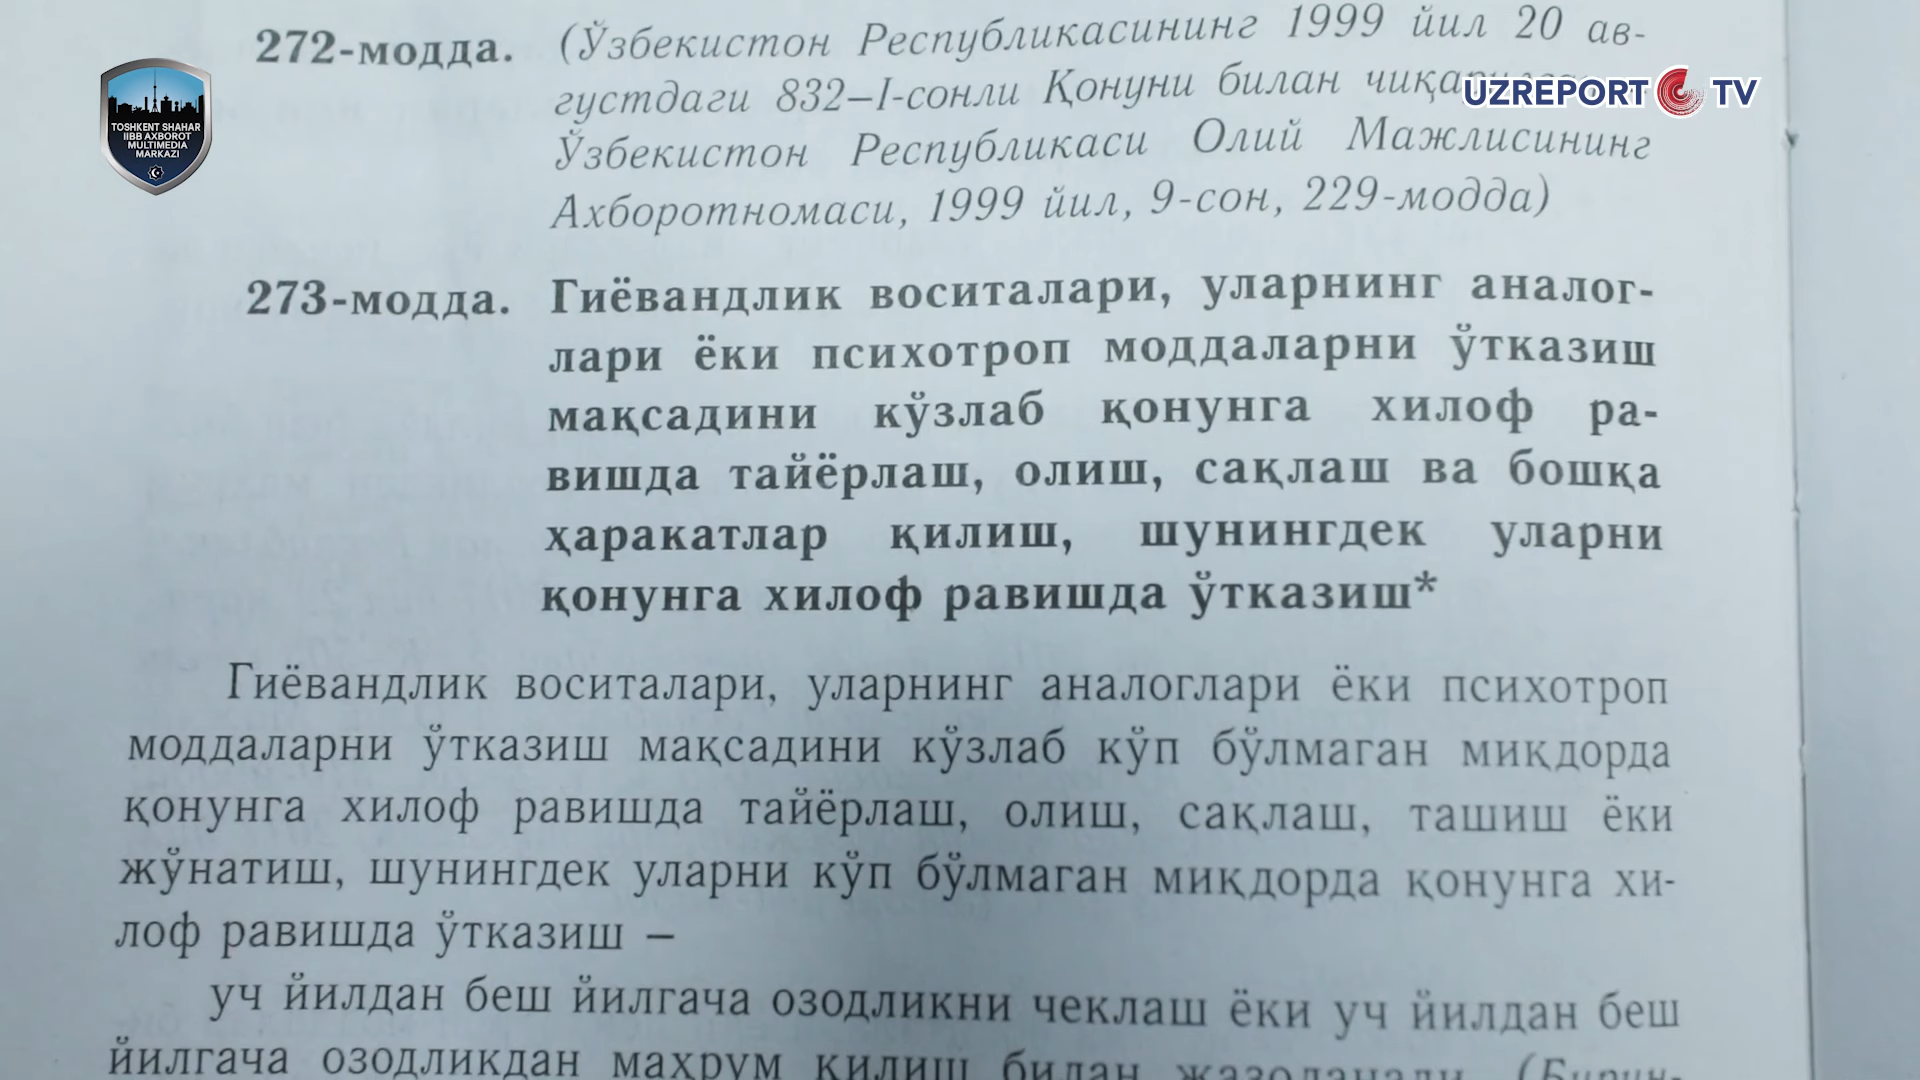 272-модда. (Ўзбекистон Республикасининг 1999 йил 20 ав-
густдаги 832–I-сонли Қонуни билан
Ўзбекистон Республикаси Олий Мажлисининг
Ахборотномаси, 1999 йил, 9-сон, 229-модда)
UZREPORT TV
TOSHKENT SHAHAR
IIBB AXBOROT
MULTIMEDIA
MARKAZI
273-модда. Гиёвандлик воситалари, уларнинг аналог-
лари ёки психотроп моддаларни ўтказиш
мақсадини кўзлаб қонунга хилоф ра-
вишда тайёрлаш, олиш, сақлаш ва бошқа
ҳаракатлар қилиш, шунингдек уларни
қонунга хилоф равишда ўтказиш*
Гиёвандлик воситалари, уларнинг аналоглари ёки психотроп
моддаларни ўтказиш мақсадини кўзлаб кўп бўлмаган миқдорда
қонунга хилоф равишда тайёрлаш, олиш, сақлаш, ташиш ёки
жўнатиш, шунингдек уларни кўп бўлмаган миқдорда қонунга хи-
лоф равишда ўтказиш –
уч йилдан беш йилгача озодликни чеклаш ёки уч йилдан беш
йилгача озодликдан маҳрум қилиш билан жазоланади. (Бирин-